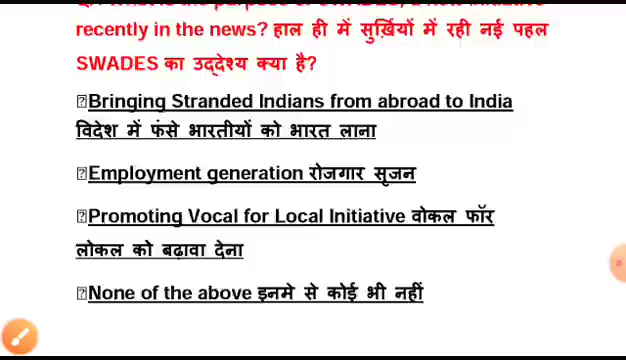 recently in the news? हाल ही में सुर्ख़ियों में रही नई पहल
SWADES का उद्देश्य क्या है?
Bringing Stranded Indians from abroad to India
विदेश में फंसे भारतीयों को भारत लाना
Employment generation रोजगार सृजन
Promoting Vocal for Local Initiative वोकल फॉर
लोकल को बढ़ावा देना
None of the above इनमे से कोई भी नहीं